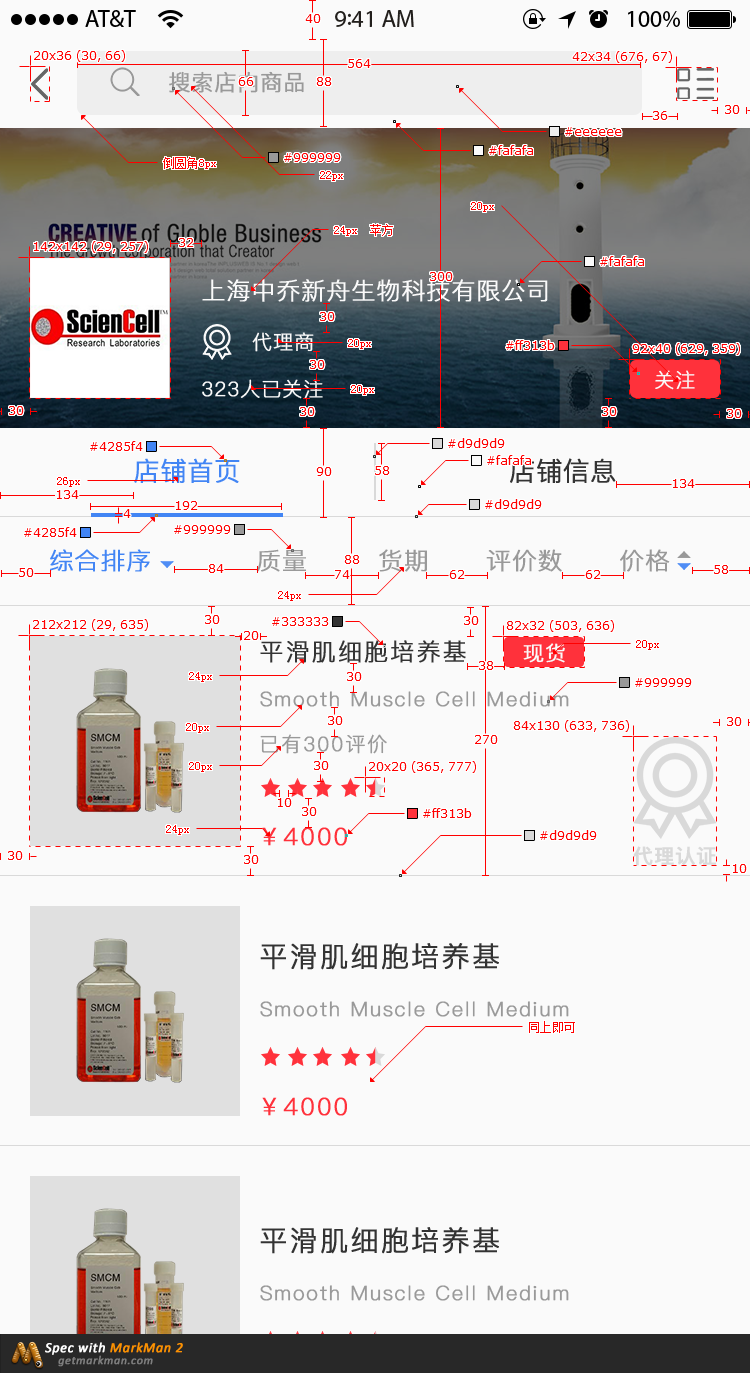 AT&T 40 9:41 AM 100%
20x36 (30, 66) 564 42x34 (676, 67)
搜索店内商品 66 88
36 30
#eeeeee
倒圆角8px #999999 #fafafa
22px
20px
CREATIVE of Globle Business 24px 苹方
142x142 (29, 257) 32
The Growth Corporation that Creator
#fafafa
300
上海中乔新舟生物科技有限公司
ScienCell™
Research Laboratories
30
代理商 20px #ff313b 92x40 (629, 359)
30
323人已关注 20px 关注
30 30 30 30
#4285f4 #d9d9d9
店铺首页 90 58 #fafafa 店铺信息
26px 134
134 192 #d9d9d9
4
#4285f4 #999999
综合排序 质量 88 货期 评价数 价格
50 84 74 62 62 58
24px
212x212 (29, 635) 30 #333333 30 82x32 (503, 636)
20
平滑肌细胞培养基 现货 20px
38
24px 30 #999999
Smooth Muscle Cell Medium
20px 30 84x130 (633, 736) 30
已有300评价 270
20px 30 20x20 (365, 777)
10 30 #ff313b
24px ¥4000 #d9d9d9
30 30 代理认证
10
SMCM
平滑肌细胞培养基
Smooth Muscle Cell Medium
同上即可
¥4000
SMCM
平滑肌细胞培养基
Smooth Muscle Cell Medium
SMCM
Spec with MarkMan 2
getmarkman.com